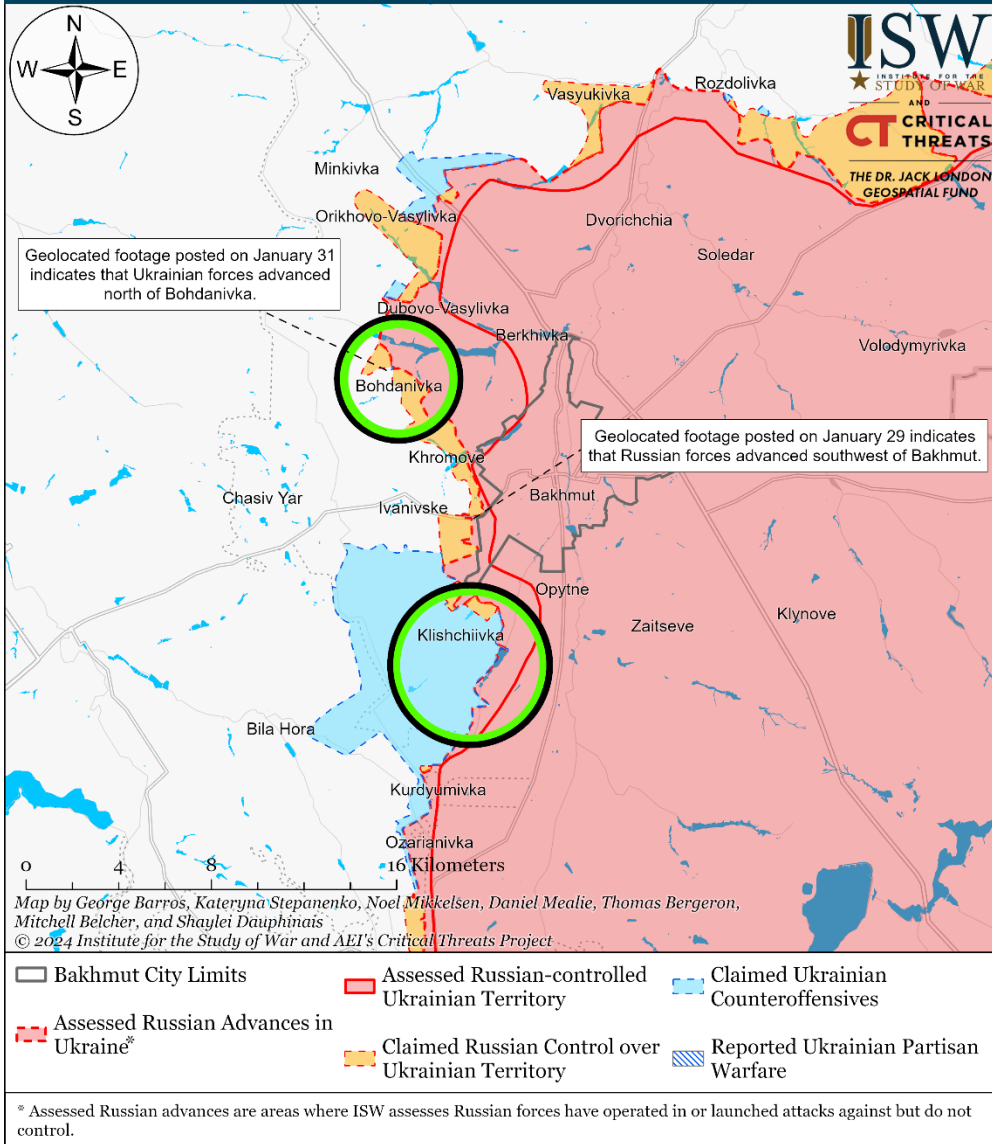 N
W
E
S
ISW
INSTITUTE FOR THE
STUDY OF WAR
AND
CT CRITICAL
THREATS
THE DR. JACK LONDON
GEOSPATIAL FUND
Vasyukivka
Rozdolivka
Minkivka
Orikhovo-Vasylivka
Dvorichchia
Soledar
Geolocated footage posted on January 31
indicates that Ukrainian forces advanced
north of Bohdanivka.
Dubovo-Vasylivka
Berkhivka
Volodymyrivka
Bohdanivka
Geolocated footage posted on January 29 indicates
that Russian forces advanced southwest of Bakhmut.
Khromove
Chasiv Yar
Ivanivske
Bakhmut
Opytne
Klishchiivka
Zaitseve
Klynove
Bila Hora
Kurdyumivka
Ozarianivka
0 4 8 16 Kilometers
Map by George Barros, Kateryna Stepanenko, Noel Mikkelsen, Daniel Mealie, Thomas Bergeron,
Mitchell Belcher, and Shaylei Dauphinais
© 2024 Institute for the Study of War and AEI's Critical Threats Project
Bakhmut City Limits
Assessed Russian Advances in
Ukraine*
Assessed Russian-controlled
Ukrainian Territory
Claimed Russian Control over
Ukrainian Territory
Claimed Ukrainian
Counteroffensives
Reported Ukrainian Partisan
Warfare
* Assessed Russian advances are areas where ISW assesses Russian forces have operated in or launched attacks against but do not
control.